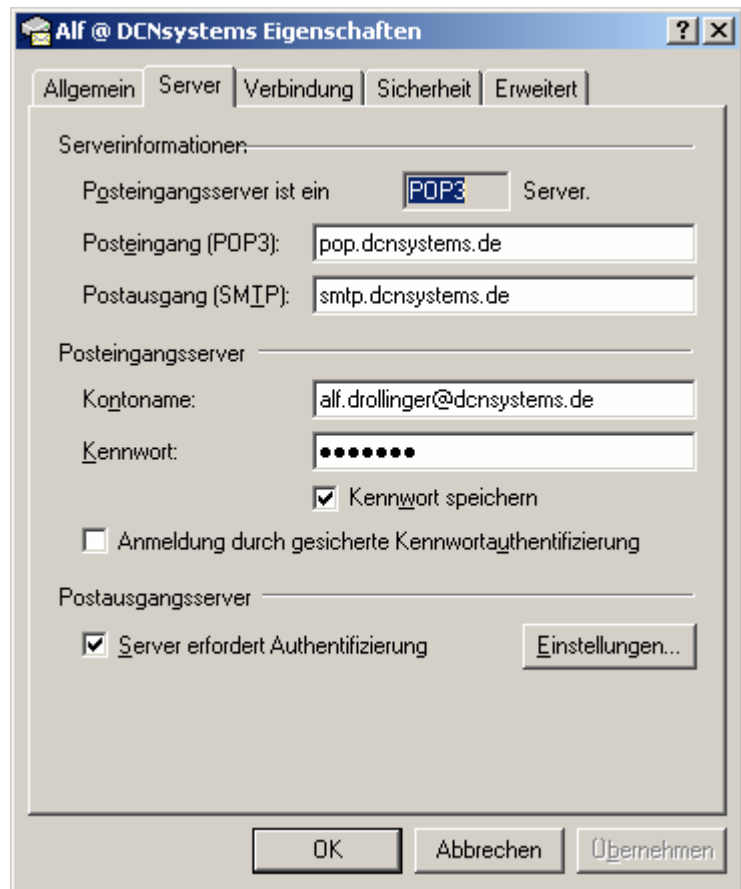 Alf @ DCNsystems Eigenschaften
Allgemein Server Verbindung Sicherheit Erweitert
Serverinformationen
Posteingangsserver ist ein POP3 Server.
Posteingang (POP3): pop.dcnsystems.de
Postausgang (SMTP): smtp.dcnsystems.de
Posteingangsserver
Kontoname: alf.drollinger@dcnsystems.de
Kennwort: ●●●●●●●
Kennwort speichern
Anmeldung durch gesicherte Kennwortauthentifizierung
Postausgangsserver
Server erfordert Authentifizierung Einstellungen...
OK Abbrechen Übernehmen